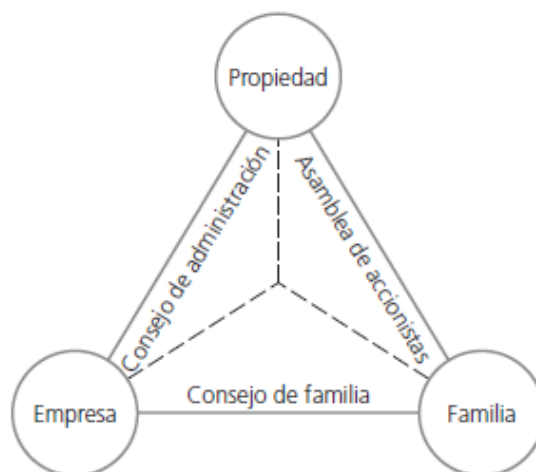 Propiedad
Consejo de administración
Asamblea de accionistas
Consejo de familia
Empresa
Familia